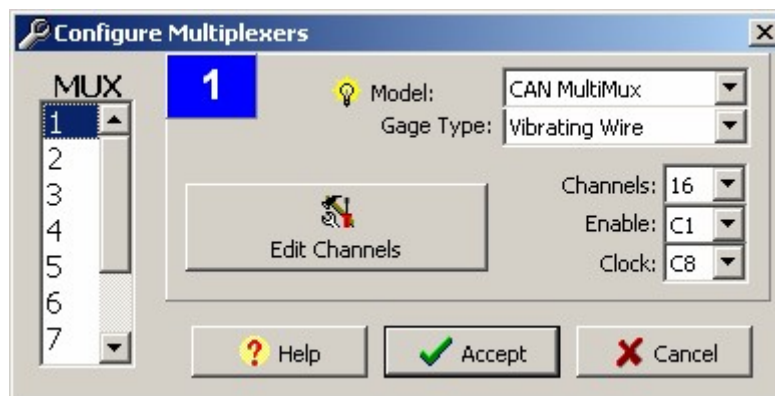 Configure Multiplexers
MUX
1
2
3
4
5
6
7
1
Model: CAN MultiMux
Gage Type: Vibrating Wire
Channels: 16
Enable: C1
Clock: C8
Edit Channels
? Help
Accept
Cancel